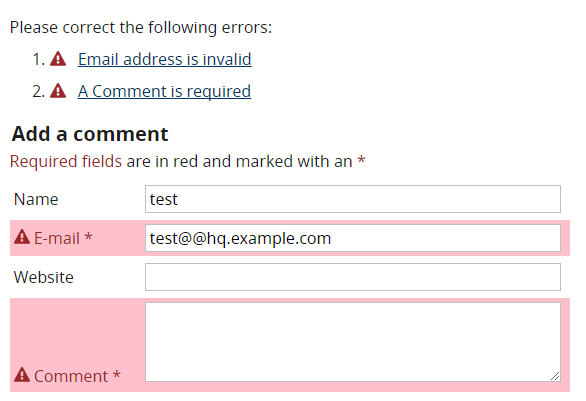 Please correct the following errors:
1. Email address is invalid
2. A Comment is required
Add a comment
Required fields are in red and marked with an *
Name test
E-mail * test@@hq.example.com
Website
Comment *